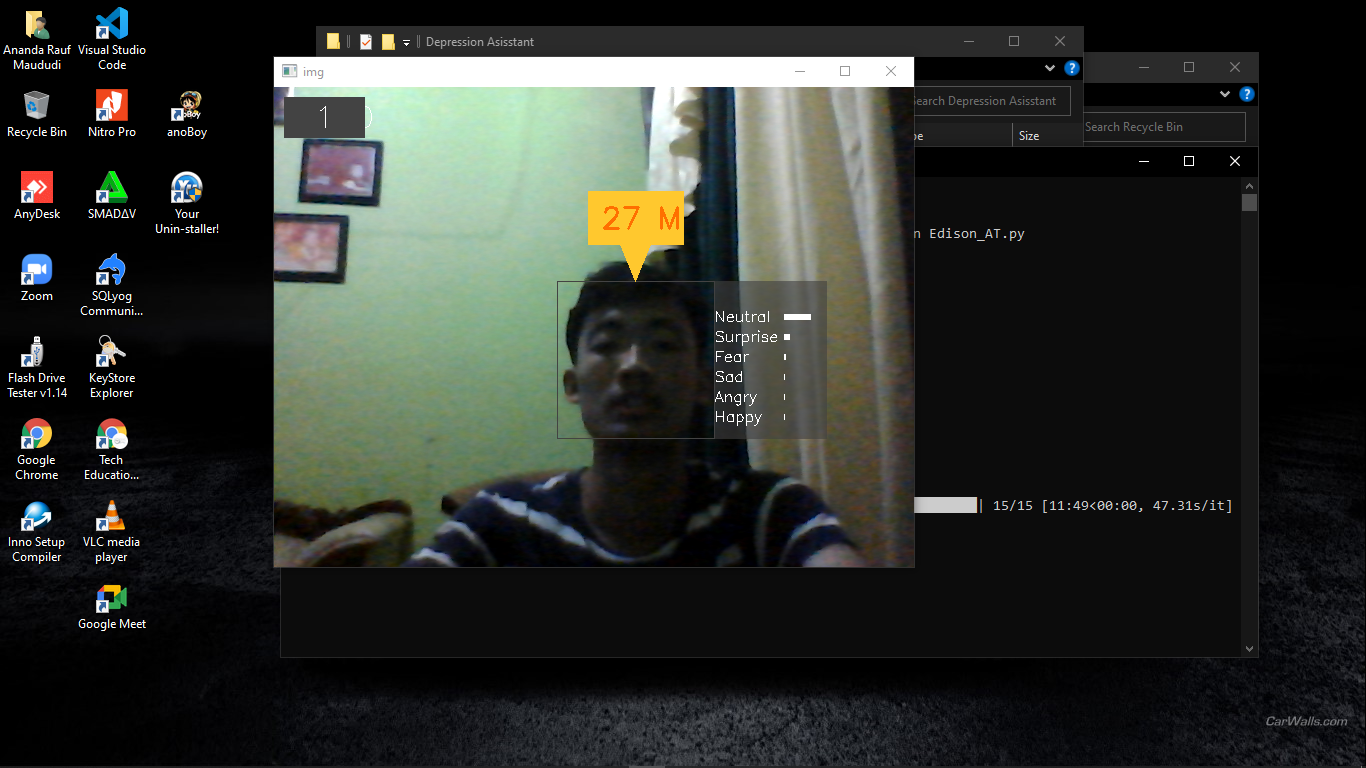 Ananda Rauf
Maududi
Visual Studio
Code
Recycle Bin
Nitro Pro
anoBoy
AnyDesk
SMADΔV
Your
Unin-staller!
Zoom
SQLyog
Communi...
Flash Drive
Tester v1.14
KeyStore
Explorer
Google
Chrome
Tech
Educatio...
Inno Setup
Compiler
VLC media
player
Google Meet
Depression Asisstant
img
Search Depression Asisstant
Size
Search Recycle Bin
1
27 M
Neutral
Surprise
Fear
Sad
Angry
Happy
Edison_AT.py
| 15/15 [11:49<00:00, 47.31s/it]
CarWalls.com